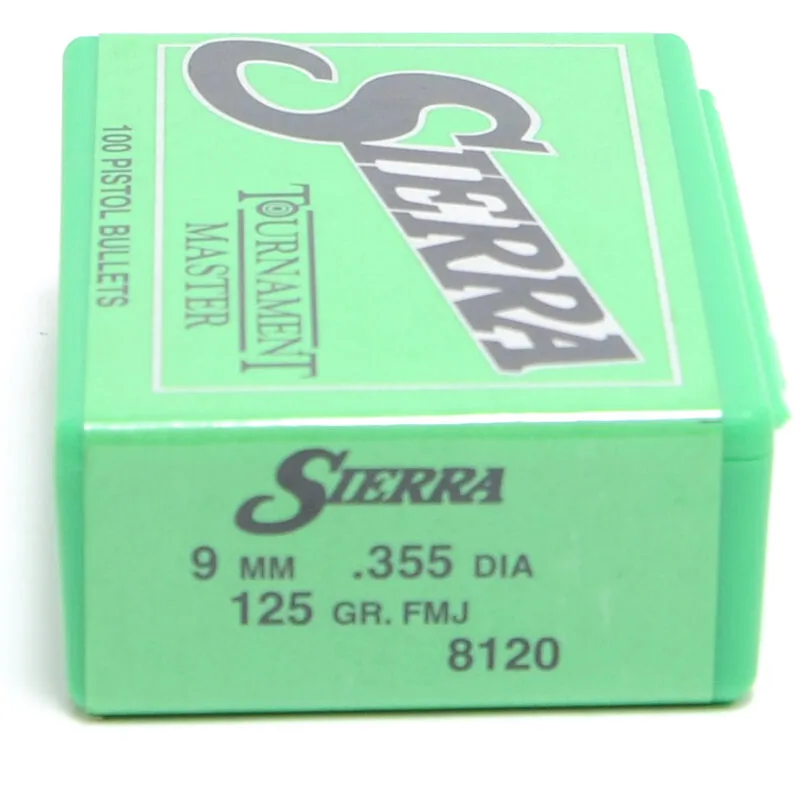 SIERRA
TOURNAMENT
MASTER
100 PISTOL BULLETS
SIERRA
9 MM .355 DIA
125 GR. FMJ
8120